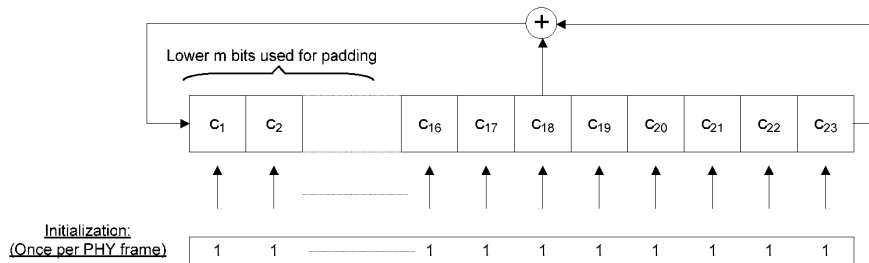 +
Lower m bits used for padding
C₁ C₂ C₁₆ C₁₇ C₁₈ C₁₉ C₂₀ C₂₁ C₂₂ C₂₃
Initialization:
(Once per PHY frame)
1 1 1 1 1 1 1 1 1 1